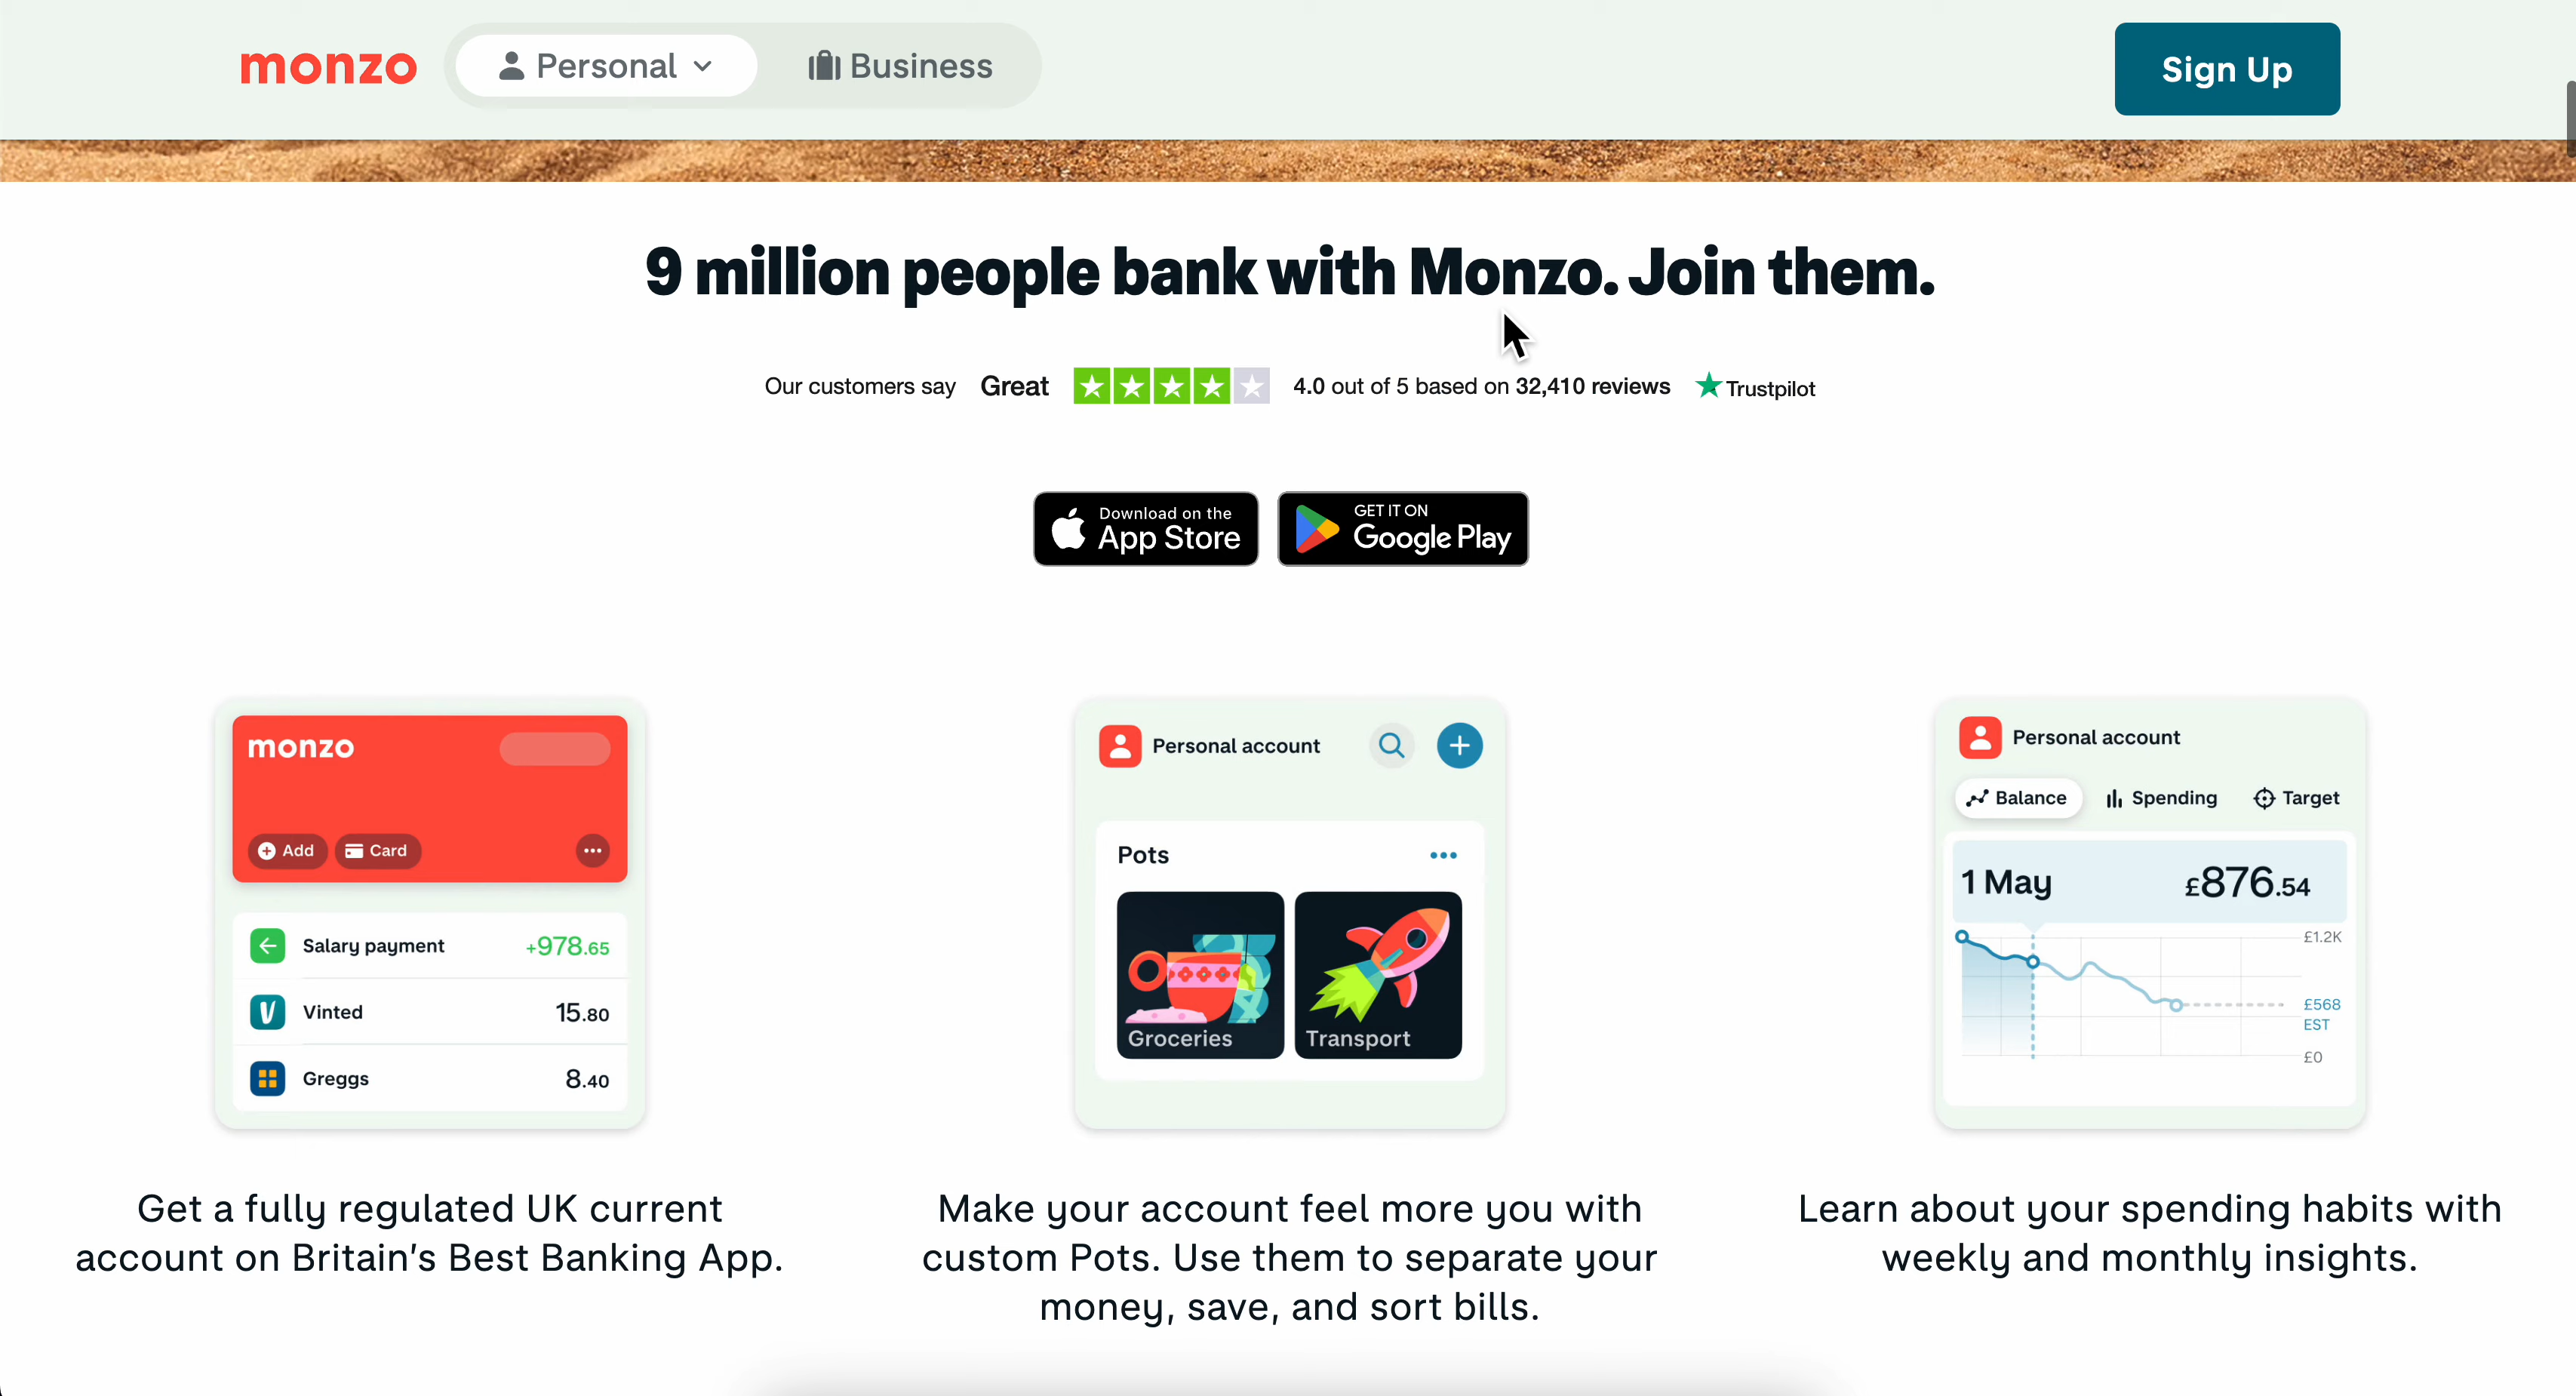 monzo
Personal
Business
Sign Up
9 million people bank with Monzo. Join them.
Our customers say Great 4.0 out of 5 based on 32,410 reviews Trustpilot
Download on the
App Store
GET IT ON
Google Play
monzo
Add
Card
Salary payment +978.65
Vinted 15.80
Greggs 8.40
Get a fully regulated UK current
account on Britain's Best Banking App.
Personal account
Pots
Groceries
Transport
Make your account feel more you with
custom Pots. Use them to separate your
money, save, and sort bills.
Personal account
Balance
Spending
Target
1 May £876.54
£1.2K
£568
EST
£0
Learn about your spending habits with
weekly and monthly insights.